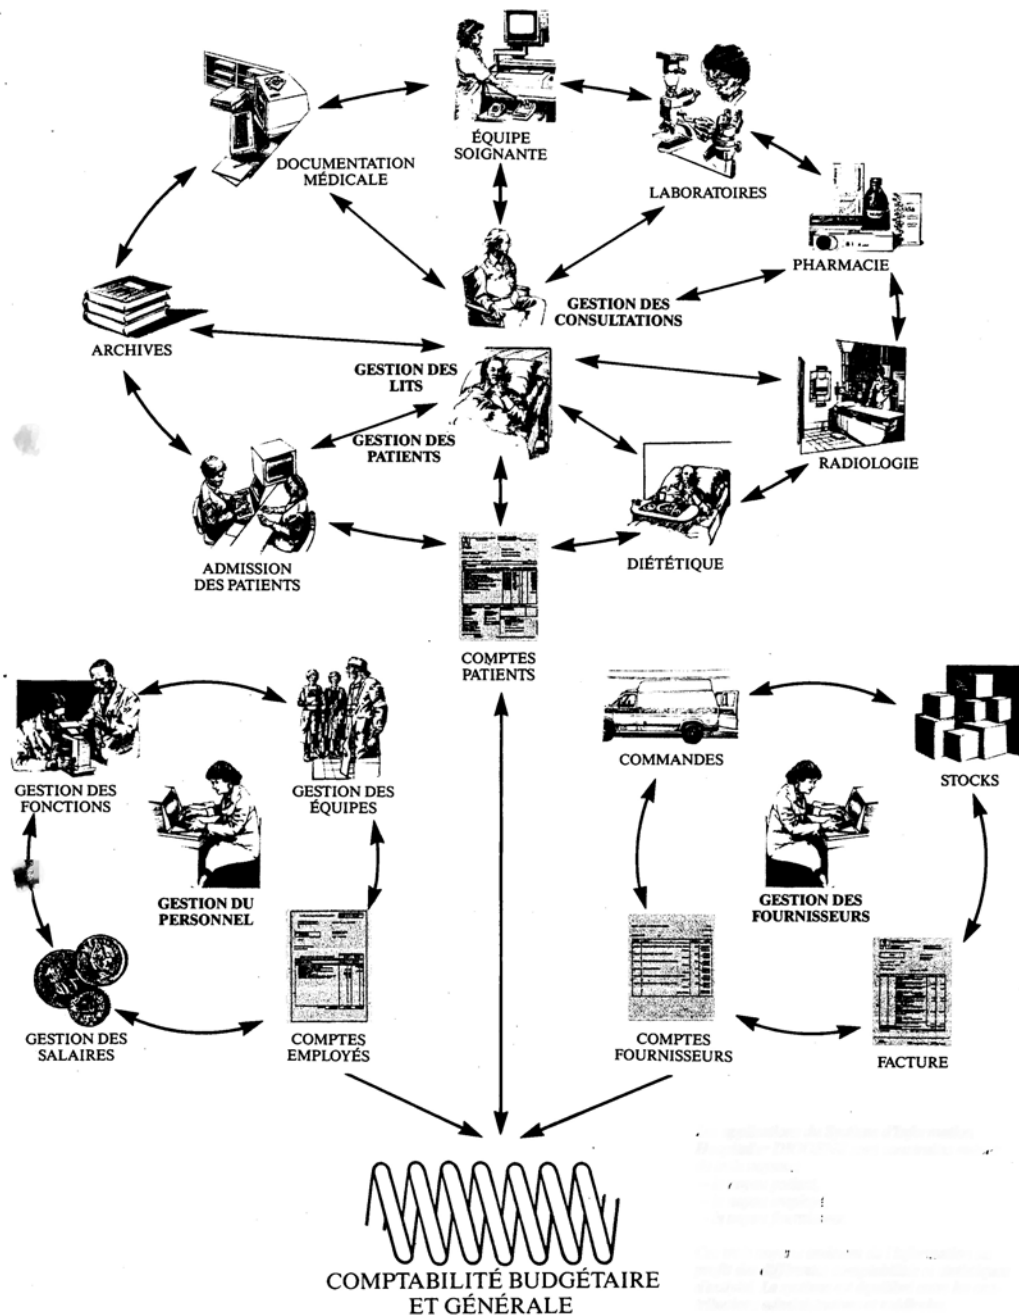 ÉQUIPE
SOIGNANTE
DOCUMENTATION
MÉDICALE
LABORATOIRES
PHARMACIE
GESTION DES
CONSULTATIONS
ARCHIVES
GESTION DES
LITS
GESTION DES
PATIENTS
RADIOLOGIE
ADMISSION
DES PATIENTS
DIÉTÉTIQUE
COMPTES
PATIENTS
GESTION DES
FONCTIONS
GESTION DES
ÉQUIPES
GESTION DU
PERSONNEL
GESTION DES
SALAIRES
COMPTES
EMPLOYÉS
COMMANDES
STOCKS
GESTION DES
FOURNISSEURS
COMPTES
FOURNISSEURS
FACTURE
COMPTABILITÉ BUDGÉTAIRE
ET GÉNÉRALE